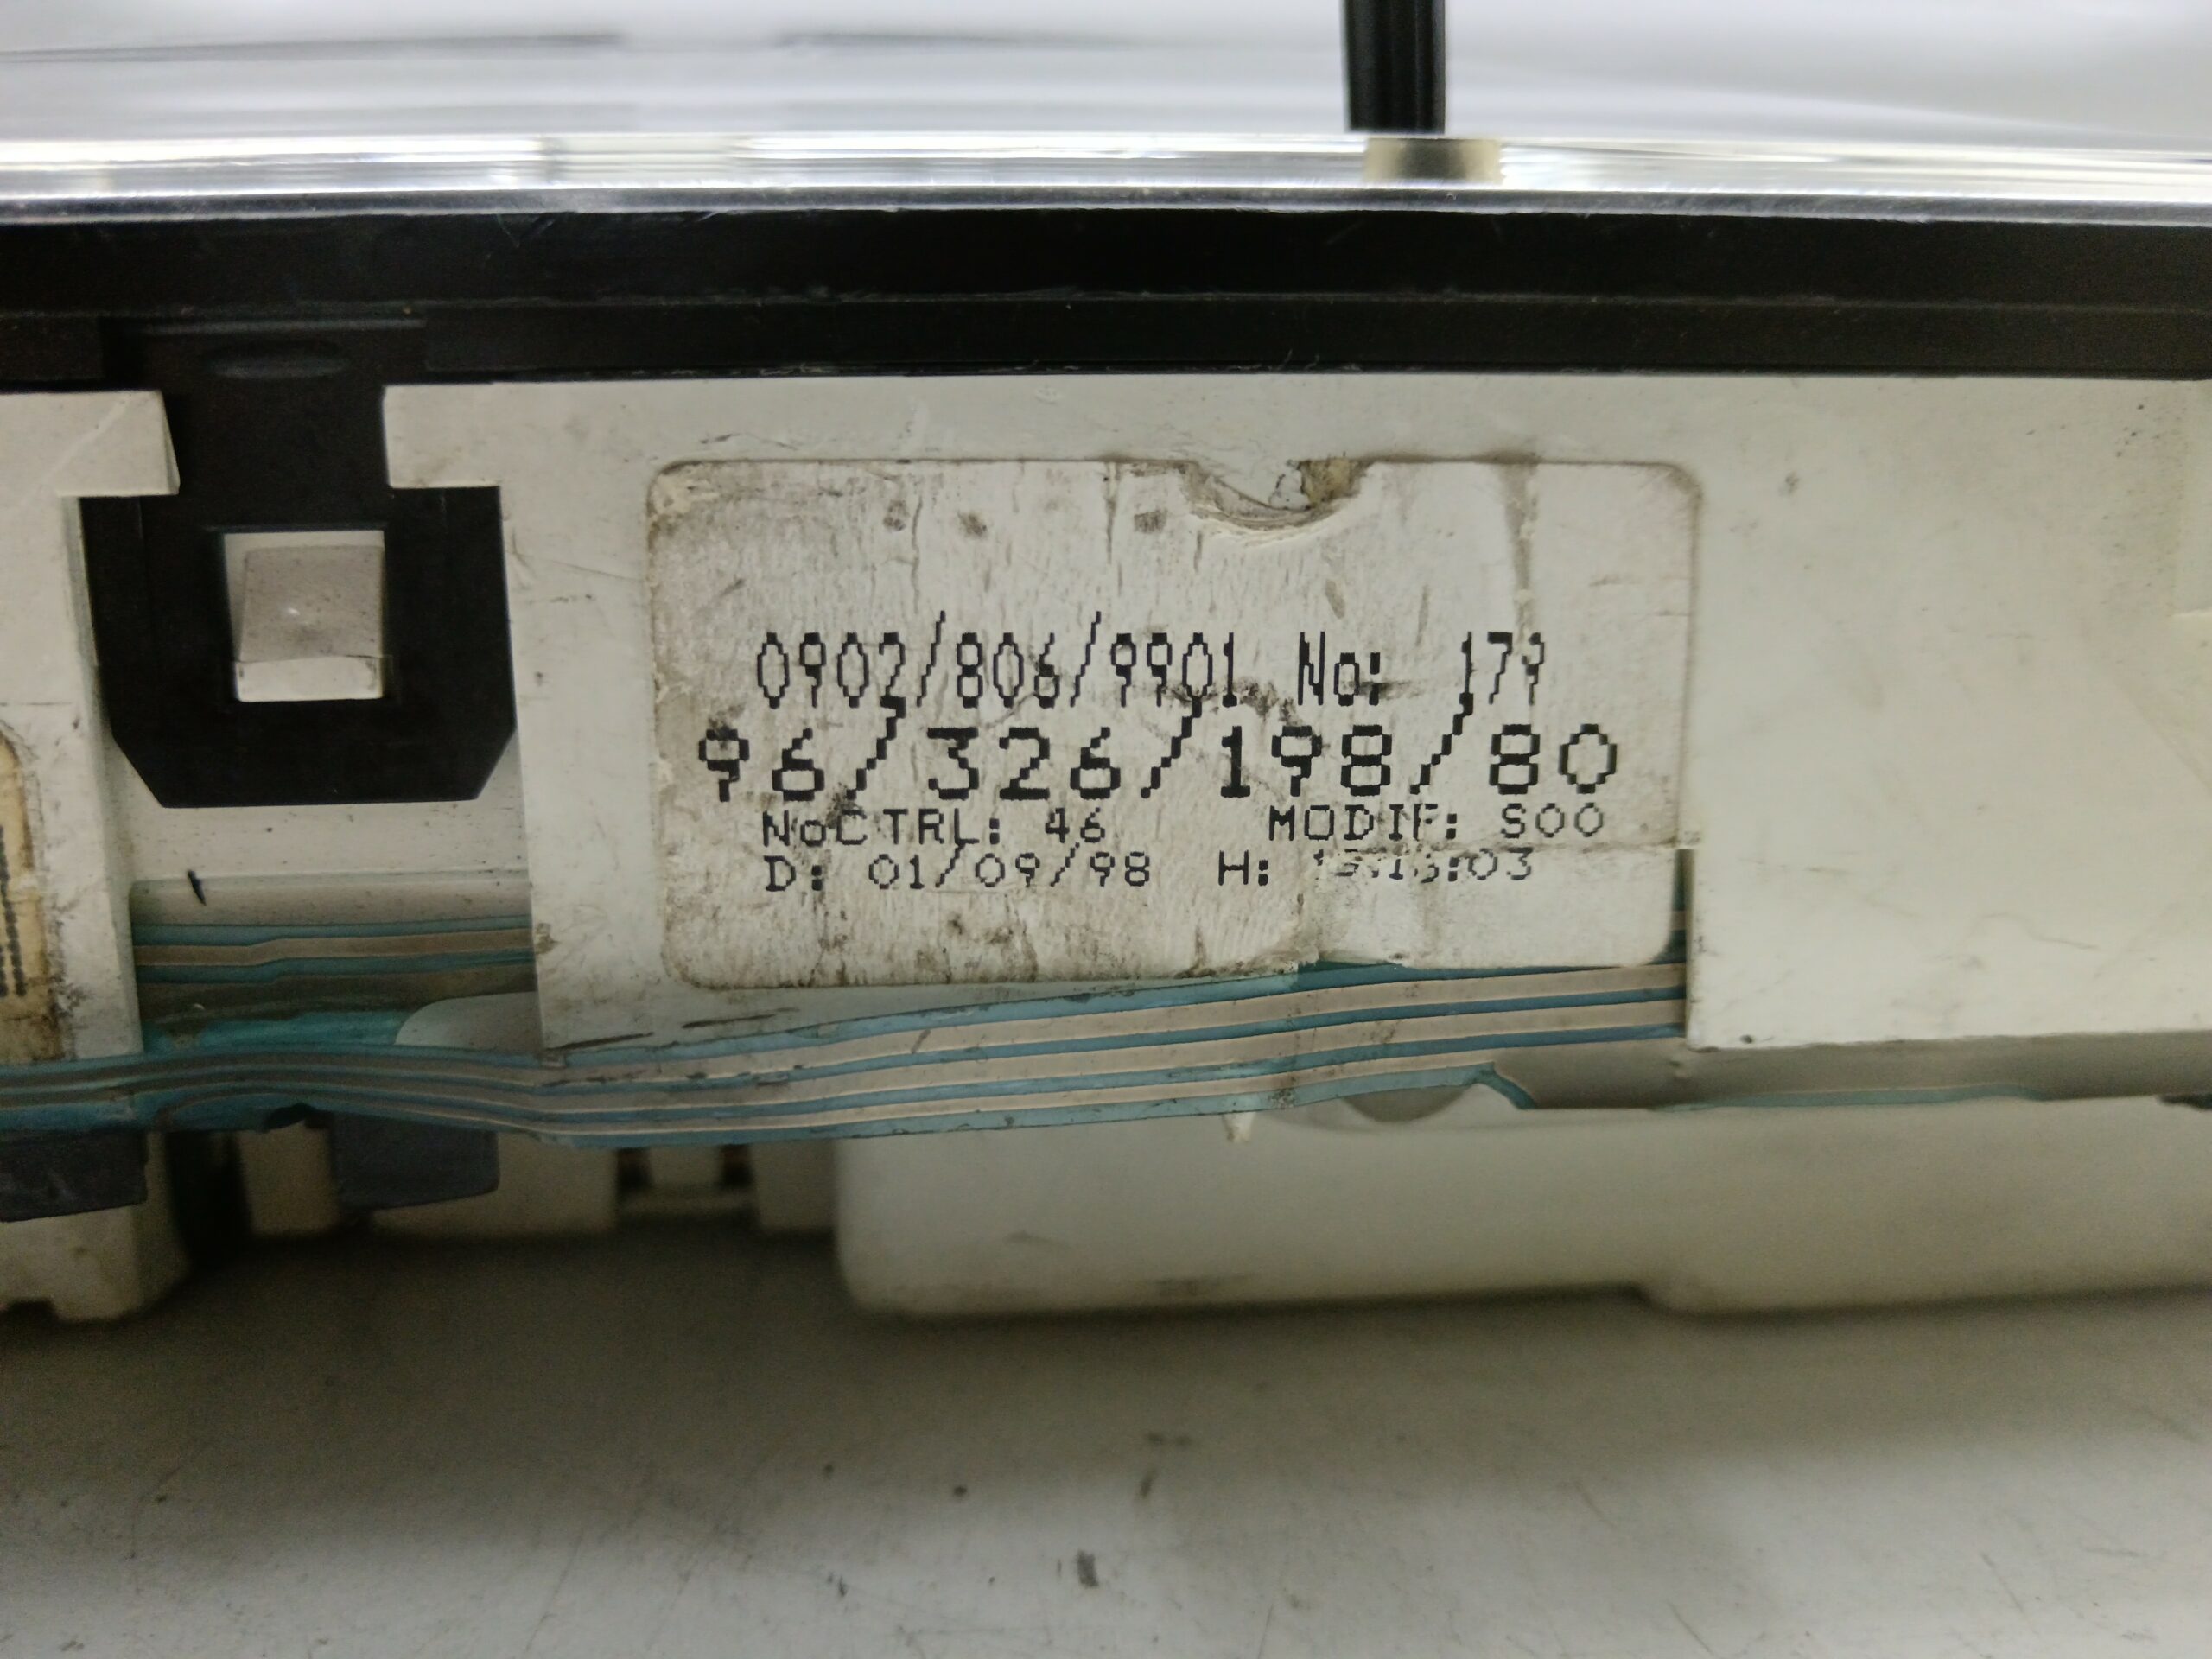 0902/806/9901 No: 179
96/326/198/80
NoCTRL: 46 MODIF: S00
D: 01/09/98 H: